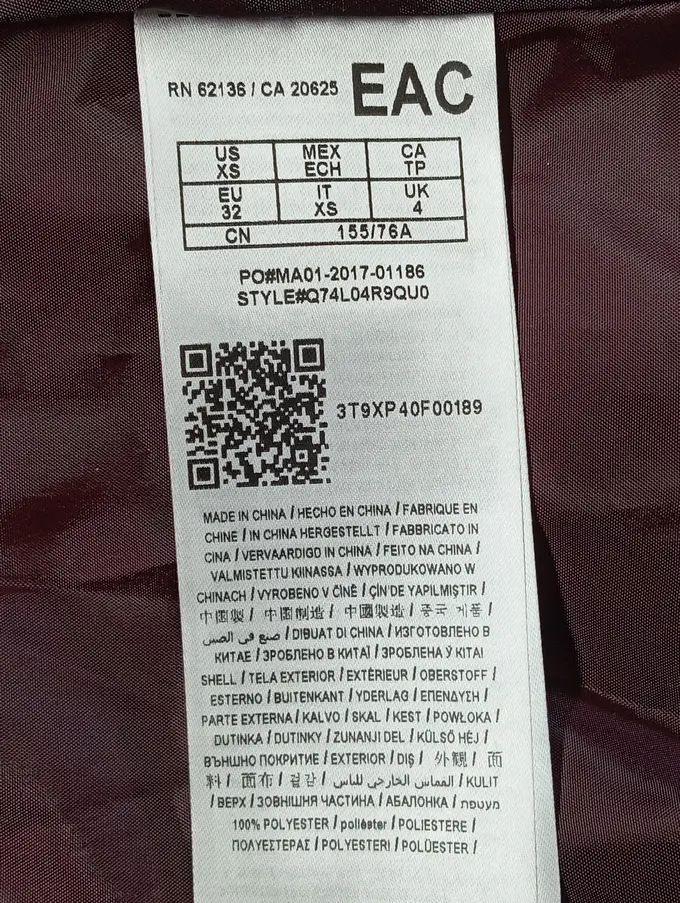 RN 62136 / CA 20625 EAC
US XS MEX ECH CA TP
EU 32 IT XS UK 4
CN 155/76A
PO#MA01-2017-01186
STYLE#Q74L04R9QU0
3T9XP40F00189
MADE IN CHINA / HECHO EN CHINA / FABRIQUE EN
CHINE / IN CHINA HERGESTELLT / FABBRICATO IN
CINA / VERVAARDIGD IN CHINA / FEITO NA CHINA /
VALMISTETTU KIINASSA / WYPRODUKOWANO W
CHINACH / VYROBENO V ČÍNĚ / ÇİN'DE YAPILMIŞTIR /
中国製 / 中国制造 / 中國製造 / 중국 제품 /
صنع في الصين / DIBUAT DI CHINA / ИЗГОТОВЛЕНО В
КИТАЕ / ЗРОБЛЕНО В КИТАЇ / ЗРОБЛЕНА Ў КІТАІ
SHELL / TELA EXTERIOR / EXTÉRIEUR / OBERSTOFF /
ESTERNO / BUITENKANT / YDERLAG / ΕΠΕΝΔΥΣΗ /
PARTE EXTERNA / KALVO / SKAL / KEST / POWŁOKA /
DUTINKA / DUTINKY / ZUNANJI DEL / KÜLSŐ HÉJ /
ВЪНШНО ПОКРИТИЕ / EXTERIOR / DIŞ / 外観 / 面
料 / 面布 / 겉감 / القماس الخارجي للباس / KULIT
/ ВЕРХ / ЗОВНІШНЯ ЧАСТИНА / АБАЛОНКА / מעטפת
100% POLYESTER / poliéster / POLIESTERE /
ΠΟΛΥΕΣΤΕΡΑΣ / POLYESTERI / POLÜESTER /